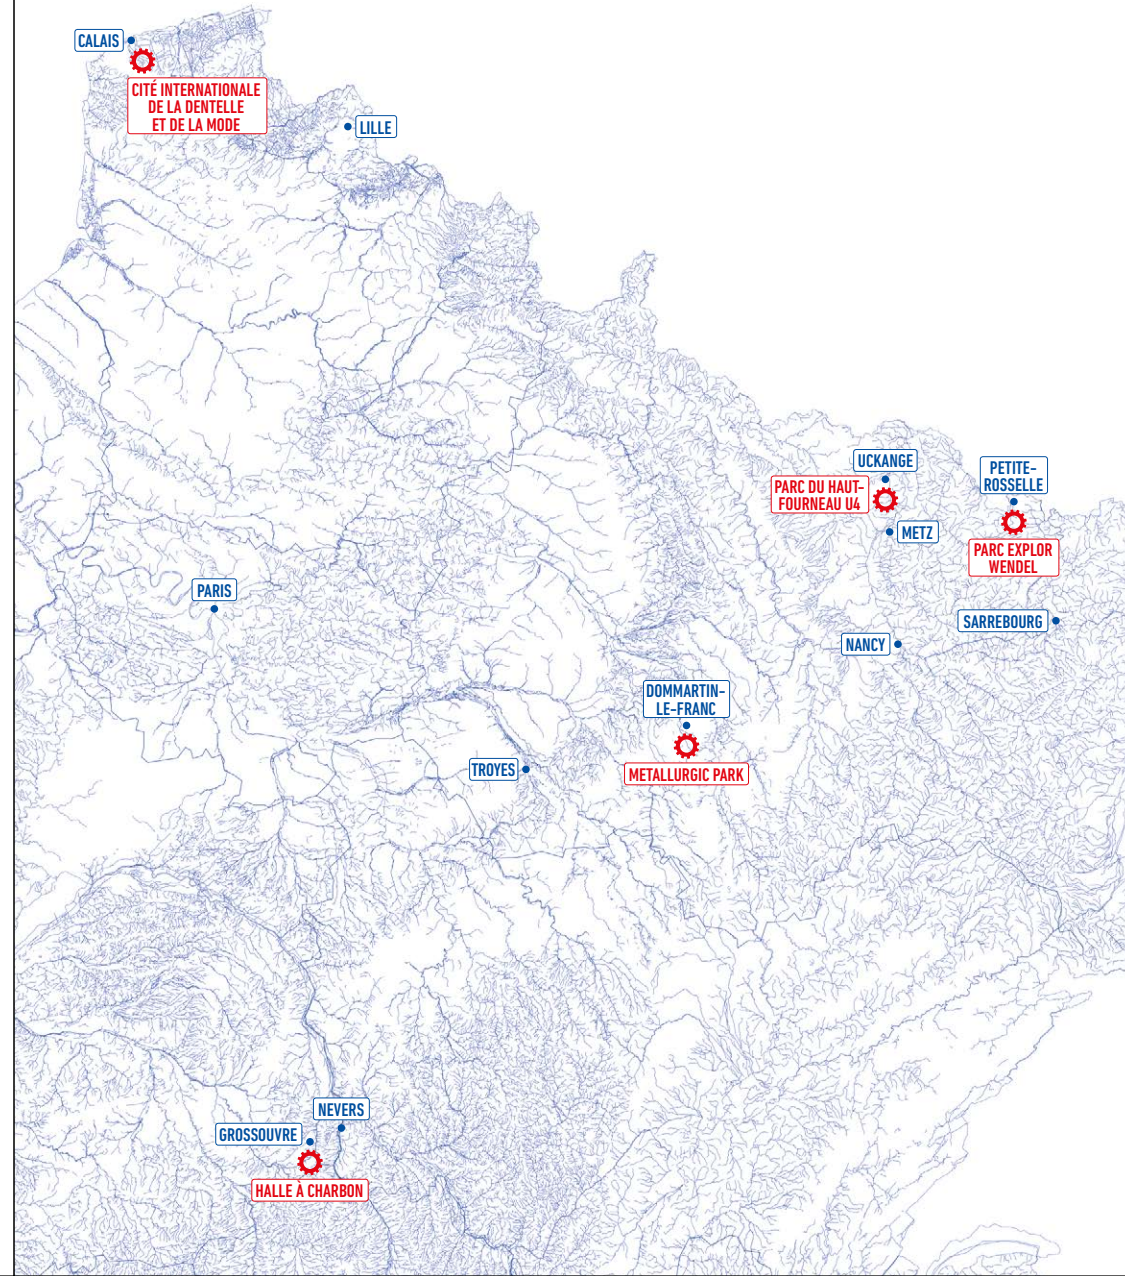 CALAIS
CITÉ INTERNATIONALE
DE LA DENTELLE
ET DE LA MODE
LILLE
UCKANGE
PARC DU HAUT-
FOURNEAU U4
PETITE-
ROSSELLE
METZ
PARC EXPLOR
WENDEL
PARIS
SARREBOURG
NANCY
DOMMARTIN-
LE-FRANC
TROYES
METALLURGIC PARK
NEVERS
GROSSOUVRE
HALLE À CHARBON